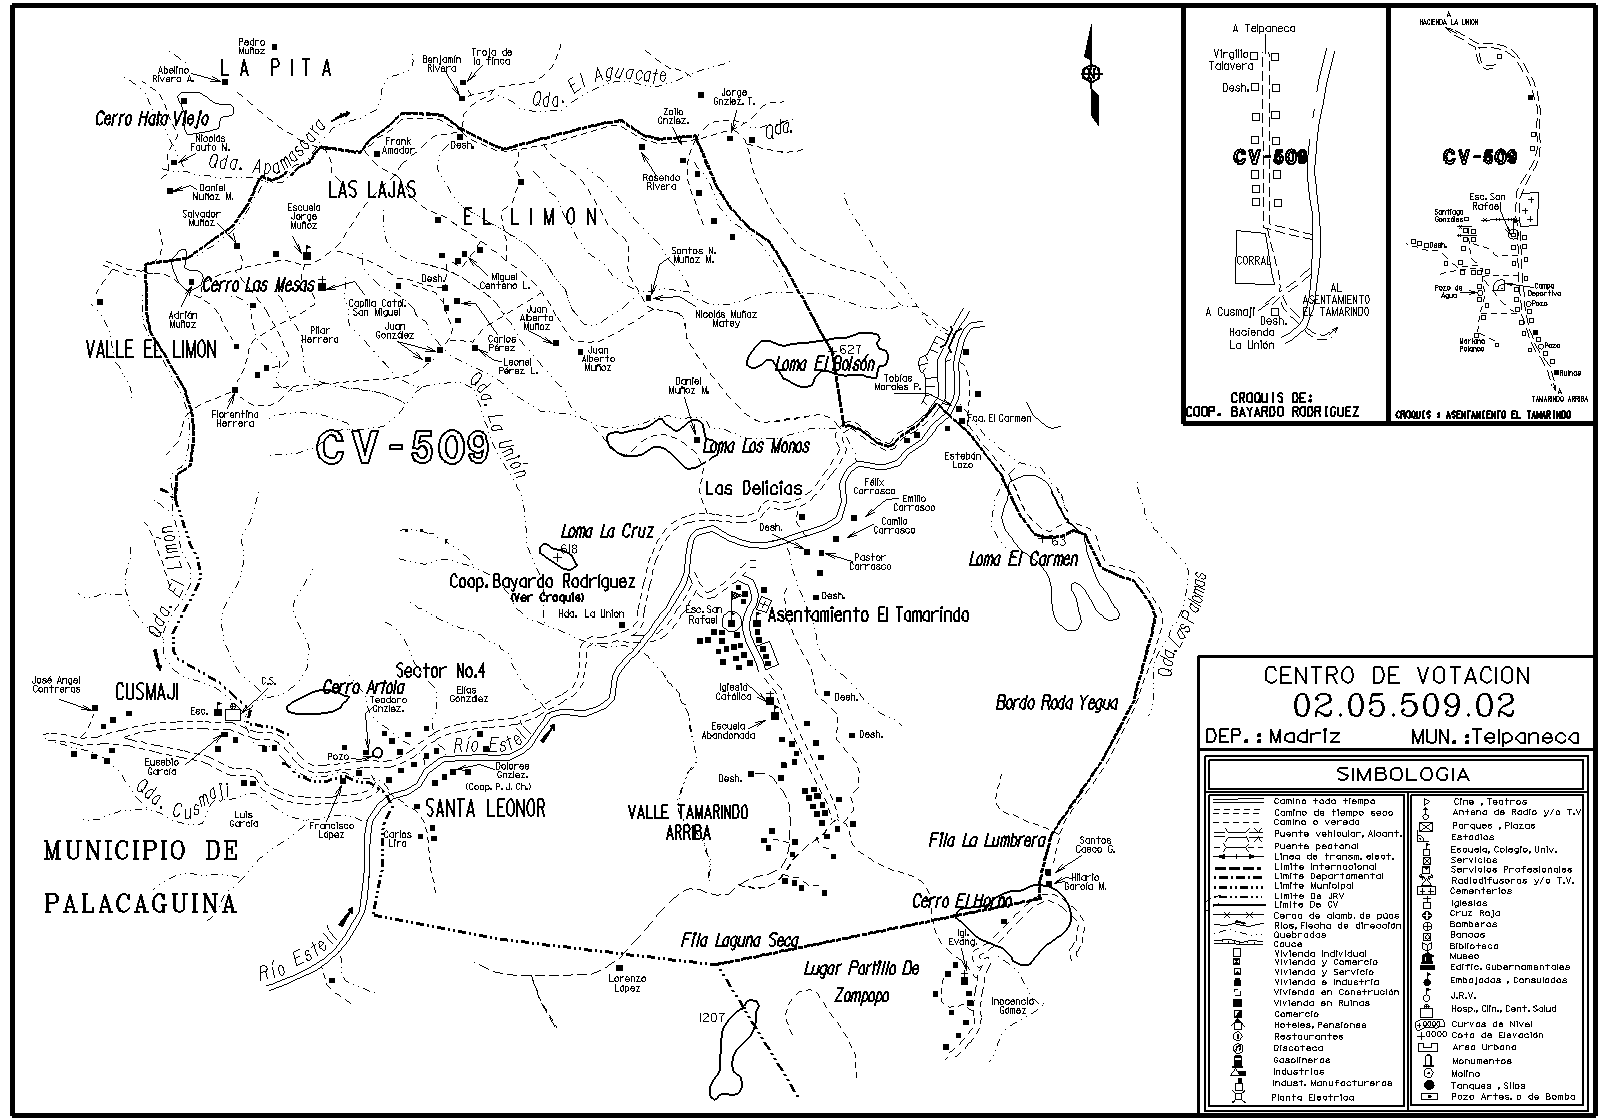 Pedro
Muñoz
LA PITA
Abelino
Rivera A.
Benjamín
Rivera
Troja de
la finca
Qda. El Aguacate
Jorge
Gnzlez. T.
Zoilo
Gnzlez.
Qda.
Cerro Hato Viejo
Nicolás
Fauto N.
Qda. Apamascara
Frank
Amador
Desh.
Rosendo
Rivera
Daniel
Nuñoz M.
LAS LAJAS
Salvador
Muñoz
Escuela
Jorge
Muñoz
EL LIMON
Santos N.
Muñoz M.
Cerro Las Mesas
Desh.
Miguel
Centeno L.
Adrián
Muñoz
Capilla Catol.
San Miguel
Juan
González
Juan
Alberto
Muñoz
Nicolás Muñoz
Matey
Pilar
Herrera
Carlos
Pérez
Leonel
Pérez L.
Juan
Alberto
Muñoz
VALLE EL LIMON
627
Loma El Bolsón
Tobías
Morales P.
Daniel
Muñoz M.
Qda. La Unión
Florentina
Herrera
Fca. El Carmen
CV-509
Loma Los Monos
Esteban
Lazo
Las Delicias
Félix
Carrasco
Emilio
Carrasco
Camilo
Carrasco
Desh.
Qda. El Limón
Loma La Cruz
618
63
Loma El Carmen
Pastor
Carrasco
Coop. Bayardo Rodríguez
(Ver Croquis)
Hda. La Union
Desh.
Esc. San
Rafael
Asentamiento El Tamarindo
Qda. Las Palomas
Sector No.4
José Angel
Contreras
CUSMAJI
C.S.
Cerro Artola
Teodoro
Gnzlez.
Elías
González
Iglesia
Católica
Desh.
Bordo Roda Yegua
Esc.
Escuela
Abandonada
Desh.
Río Estelí
Eusebio
García
Pozo
Dolores
Gnzlez.
(Coop. P. J. Ch.)
Desh.
Qda. Cusmaji
Luis
García
Francisco
López
SANTA LEONOR
Carlos
Lira
VALLE TAMARINDO
ARRIBA
Fila La Lumbrera
Santos
Casco G.
Hilario
García M.
MUNICIPIO DE
PALACAGUINA
Cerro El Horno
Igl.
Evang.
Fila Laguna Seca
Río Estelí
Lorenzo
López
Lugar Portillo De
Zompopo
Inocencio
Gómez
1207
A Telpaneca
Virgilio
Talavera
Desh.
CV-509
CORRAL
AL
ASENTAMIENTO
EL TAMARINDO
A Cusmají
Desh.
Hacienda
La Unión
CROQUIS DE:
COOP. BAYARDO RODRIGUEZ
A
HACIENDA LA UNION
CV-509
Esc. San
Rafael
Santiago
González
Desh.
Pozo de
Agua
Campo
Deportivo
Pozo
Mariano
Polanco
Pozo
Ruinas
A
TAMARINDO ARRIBA
CROQUIS : ASENTAMIENTO EL TAMARINDO
CENTRO DE VOTACION
02.05.509.02
DEP.: Madriz MUN.:Telpaneca
SIMBOLOGIA
Camino todo tiempo
Camino de tiempo seco
Camino o vereda
Puente vehicular, Alcant.
Puente peatonal
Línea de transm. elect.
Límite Internacional
Límite Departamental
Límite Municipal
Límite De JRV
Límite De CV
Cerca de alamb. de púas
Ríos, Flecha de dirección
Quebradas
Cauce
Vivienda Individual
Vivienda y Comercio
Vivienda y Servicio
Vivienda e Industria
Vivienda en Construción
Vivienda en Ruinas
Comercio
Hoteles, Pensiones
Restaurantes
Discoteca
Gasolineras
Industrias
Indust. Manufactureras
Planta Electrica
Cine , Teatros
Antena de Radio y/o T.V
Parques , Plazas
Estadios
Escuela, Colegio, Univ.
Servicios
Servicios Profesionales
Radiodifusoras y/o T.V.
Cementerios
Iglesias
Cruz Roja
Bomberos
Bancos
Biblioteca
Museo
Edific. Gubernamentales
Embajadas , Consulados
J.R.V.
Hosp., Clin., Cent. Salud
Curvas de Nivel
Cota de Elevación
Area Urbana
Monumentos
Molino
Tanques , Silos
Pozo Artes. o de Bomba